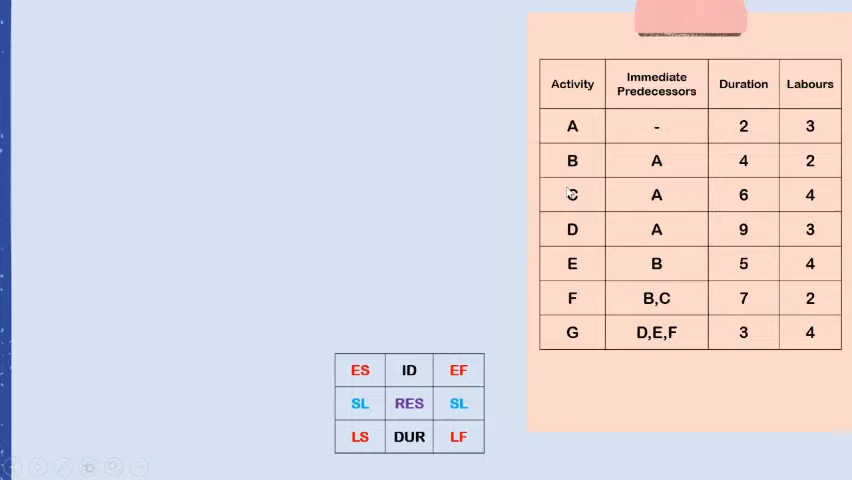 Activity Immediate Predecessors Duration Labours
A - 2 3
B A 4 2
C A 6 4
D A 9 3
E B 5 4
F B,C 7 2
G D,E,F 3 4
ES ID EF
SL RES SL
LS DUR LF